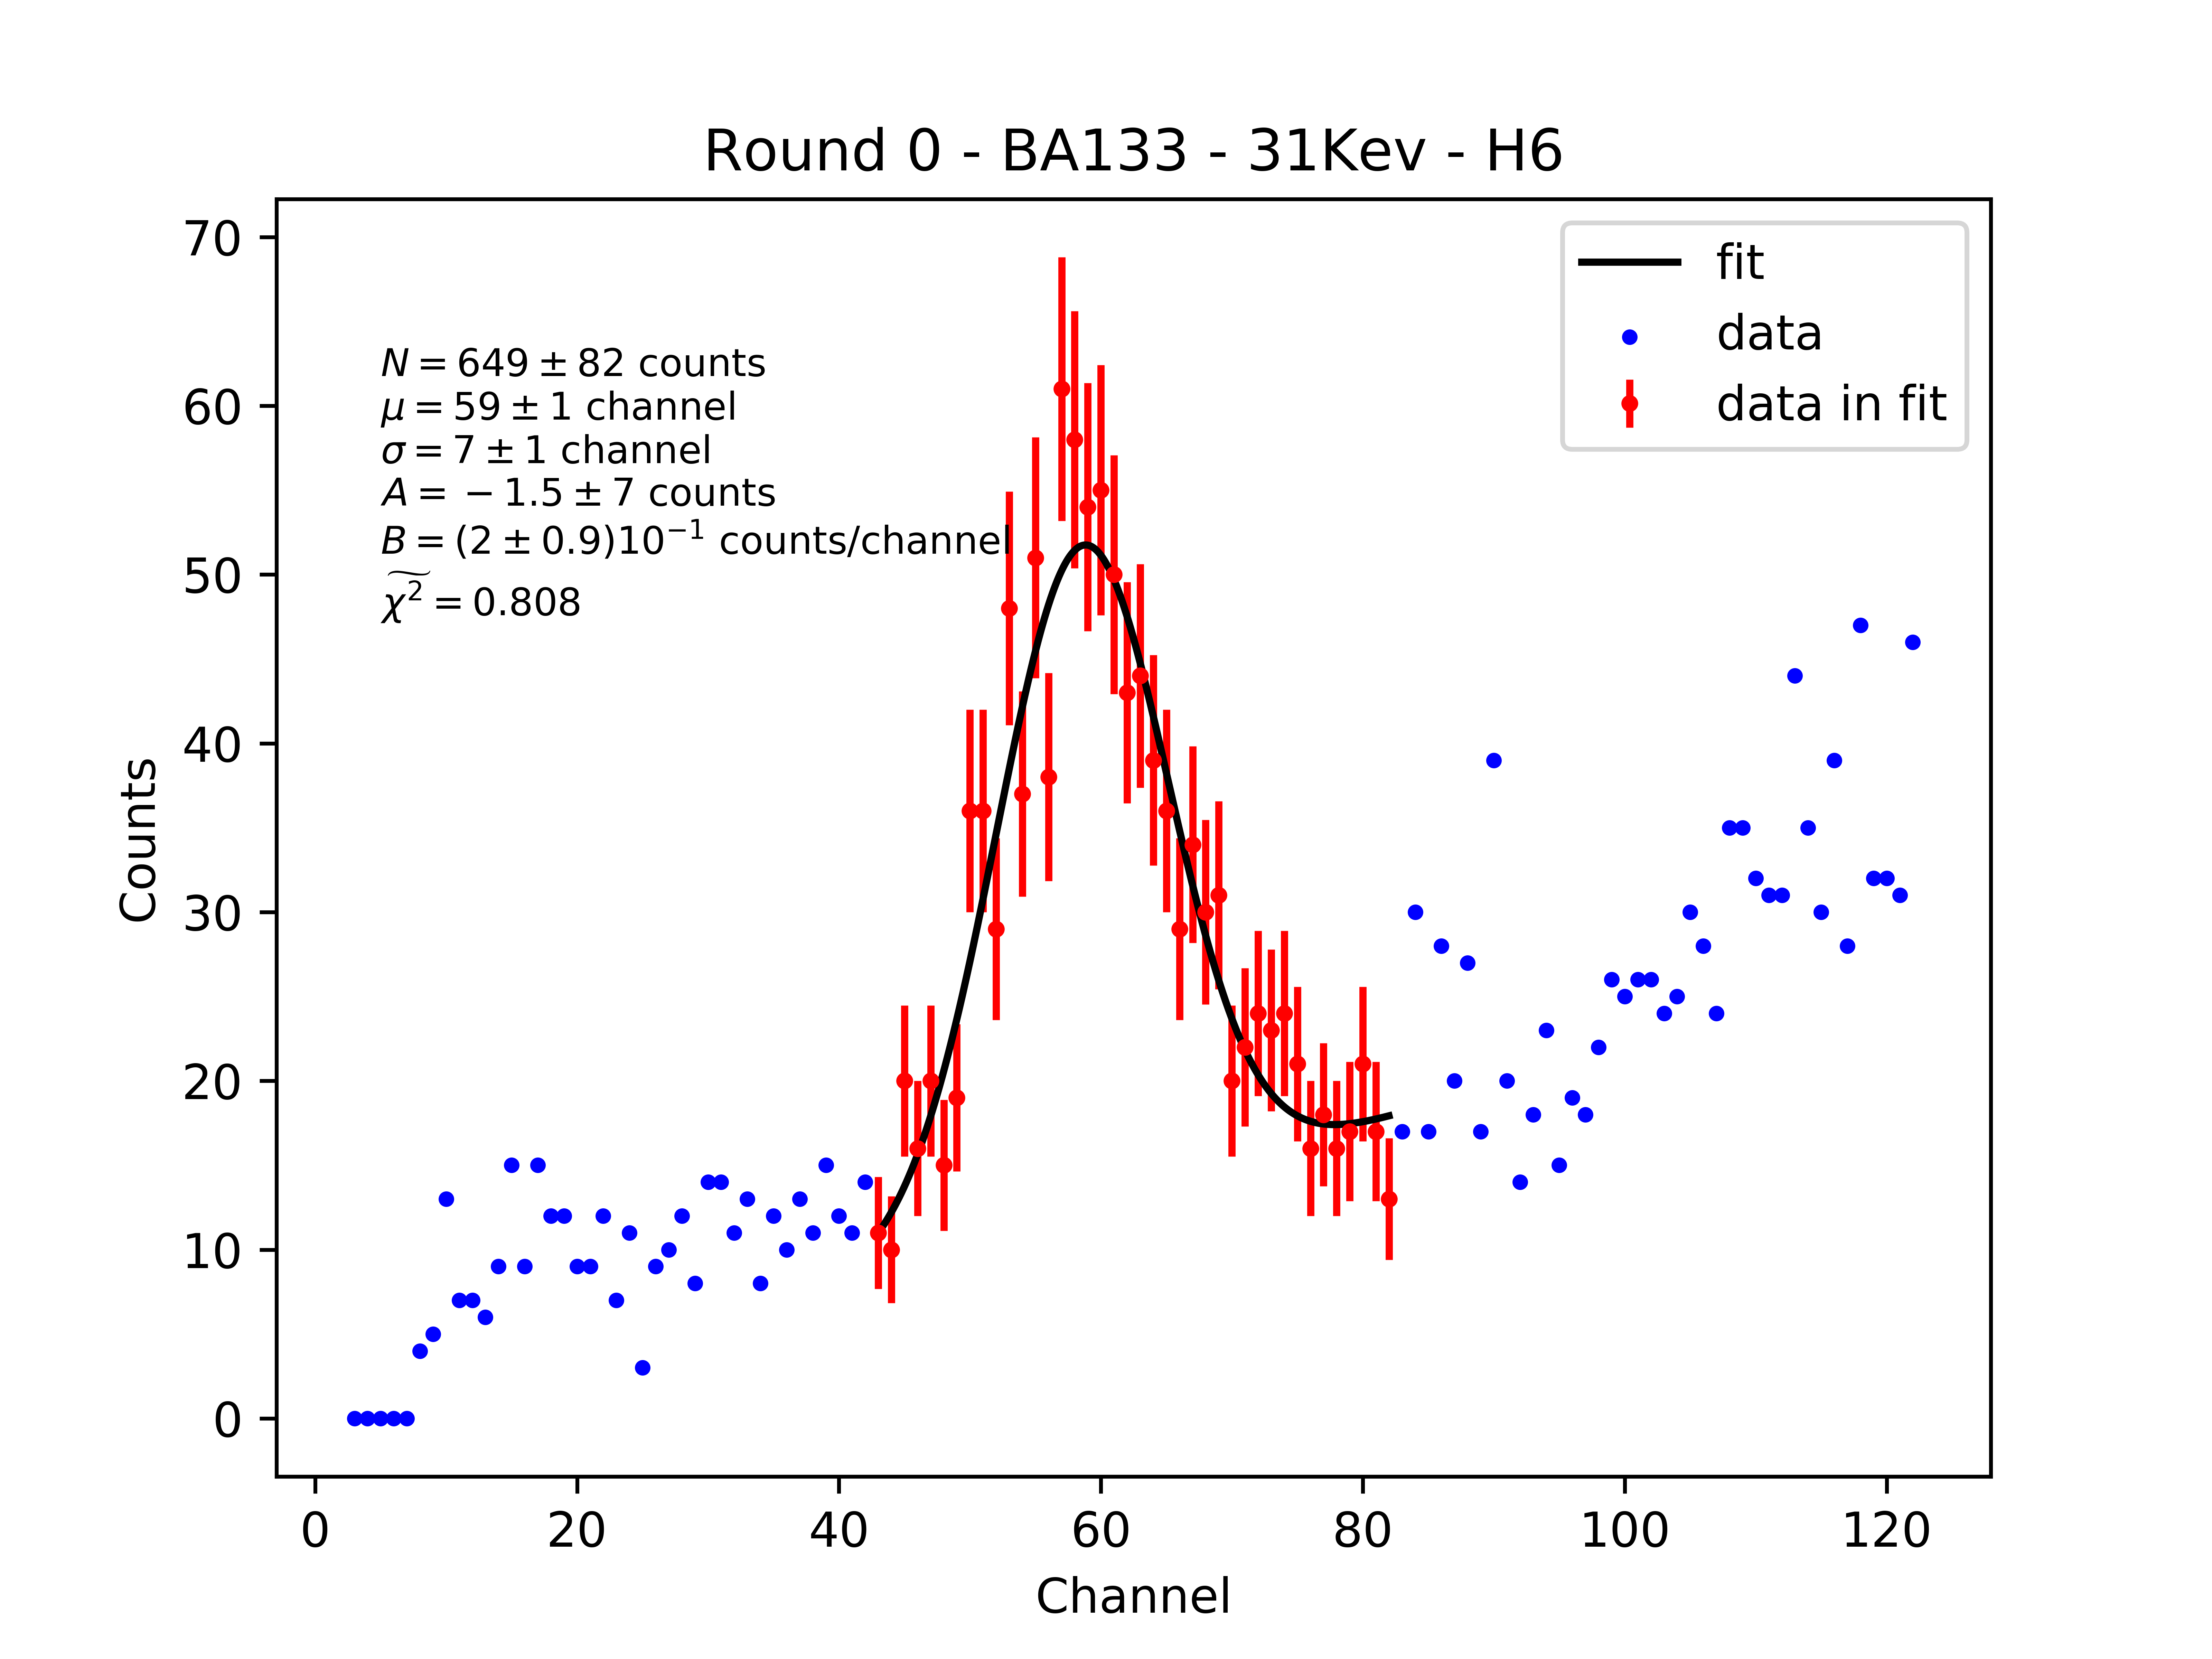 Round 0 - BA133 - 31Kev - H6
70
60
50
40
30
20
10
0
Counts
N = 649 ± 82 counts
μ = 59 ± 1 channel
σ = 7 ± 1 channel
A = − 1.5 ± 7 counts
B = (2 ± 0.9)10⁻¹ counts/channel
χ̃² = 0.808
fit
data
data in fit
0 20 40 60 80 100 120
Channel